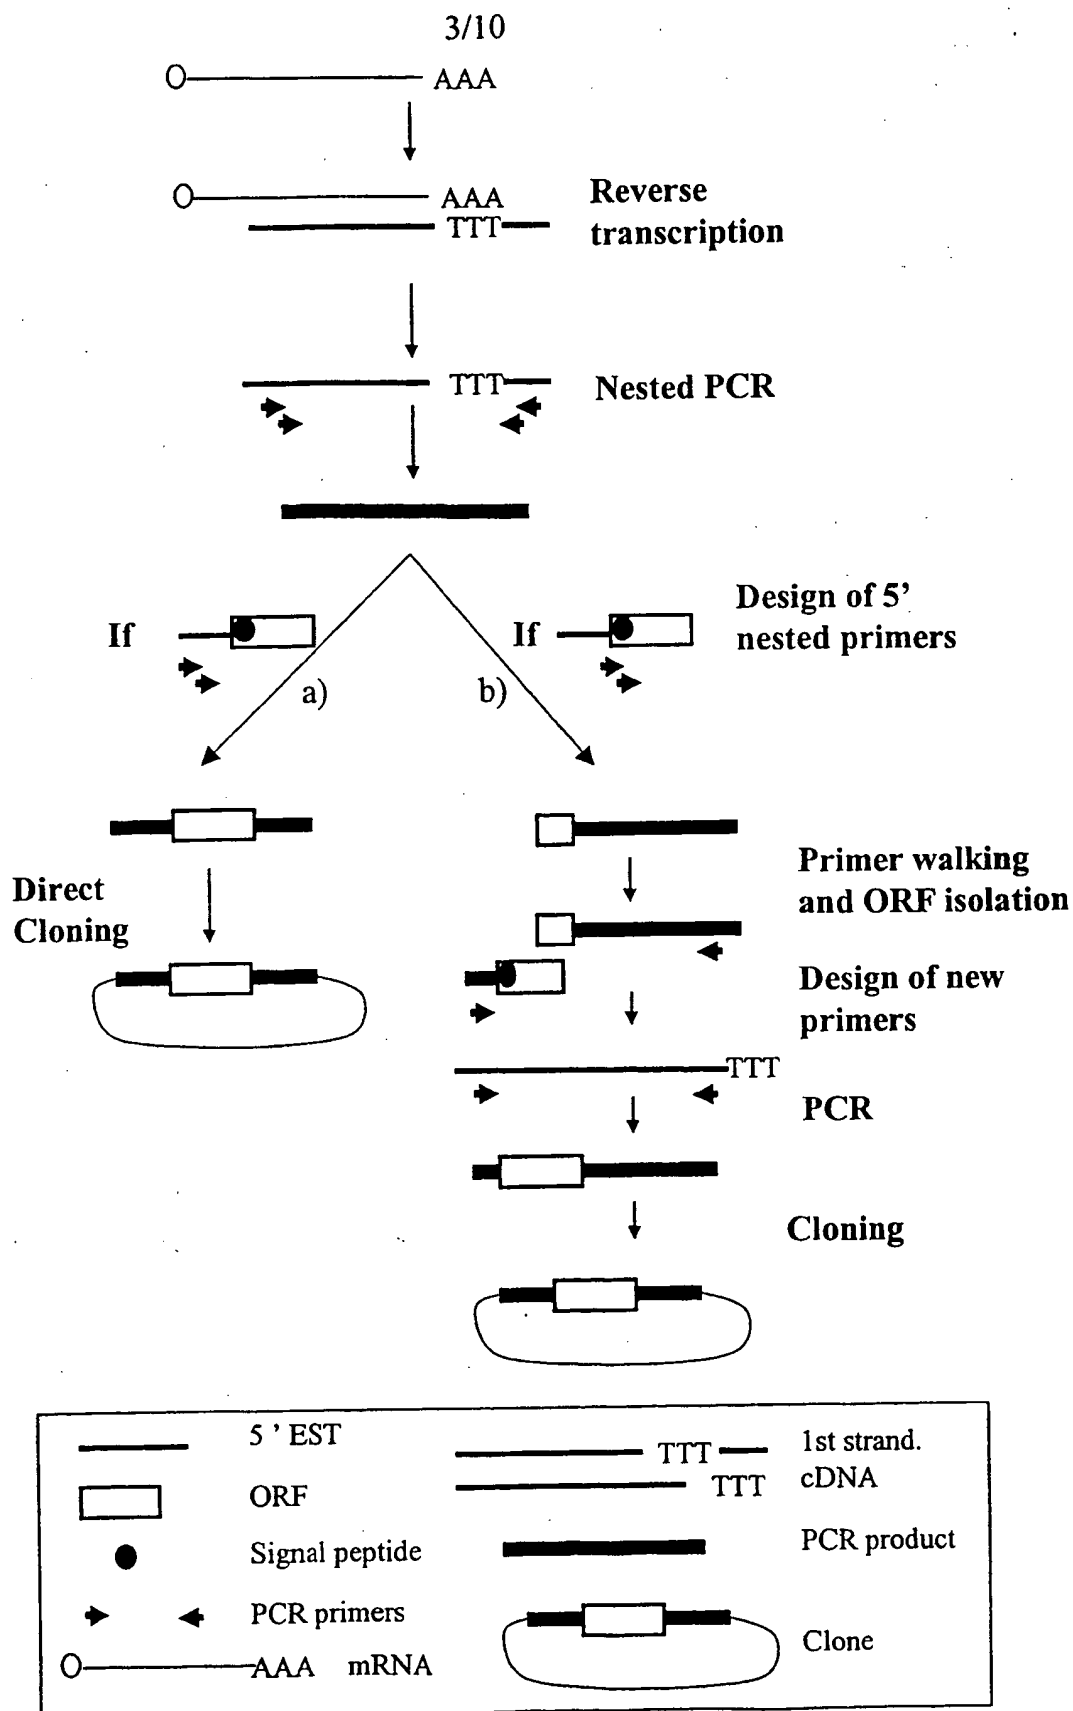 3/10
AAA
AAA
TTT
Reverse
transcription
TTT
Nested PCR
If
If
Design of 5’
nested primers
a)
b)
Direct
Cloning
Primer walking
and ORF isolation
Design of new
primers
TTT
PCR
Cloning
5 ’ EST
ORF
Signal peptide
PCR primers
AAA mRNA
TTT
TTT
1st strand.
cDNA
PCR product
Clone